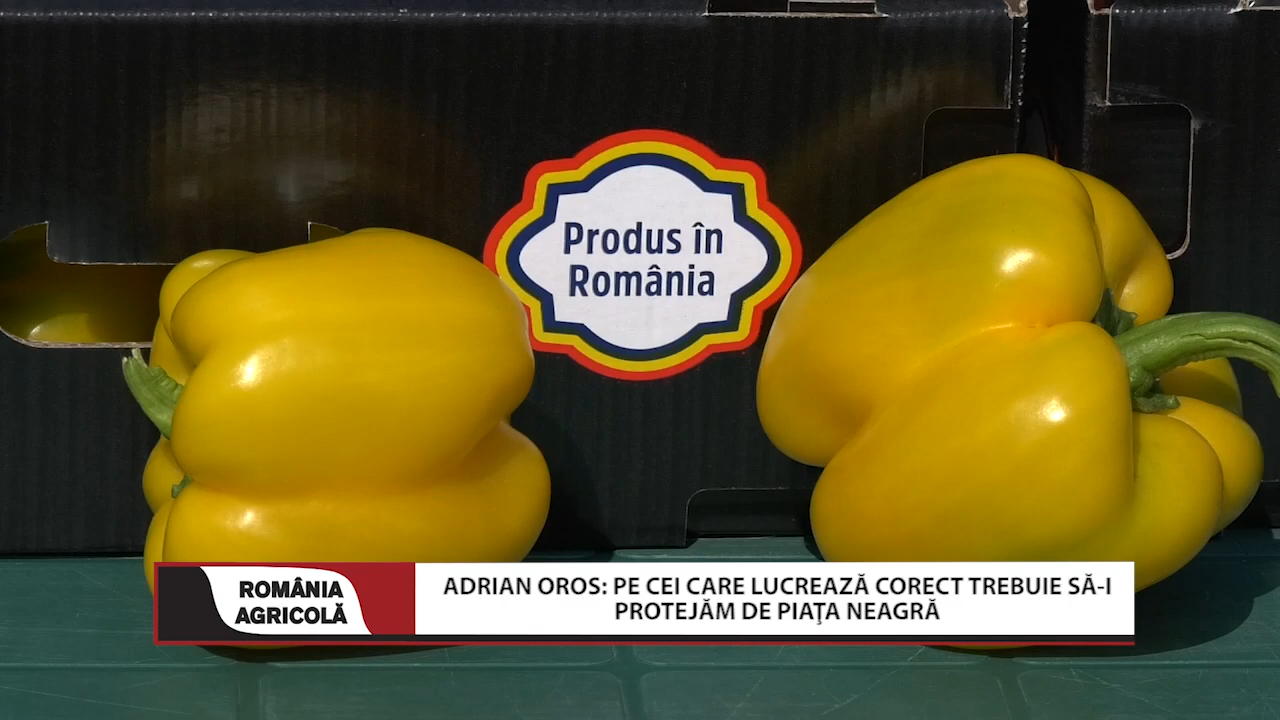 Produs în
România
ROMÂNIA
AGRICOLĂ
ADRIAN OROS: PE CEI CARE LUCREAZĂ CORECT TREBUIE SĂ-I
PROTEJĂM DE PIAŢA NEAGRĂ